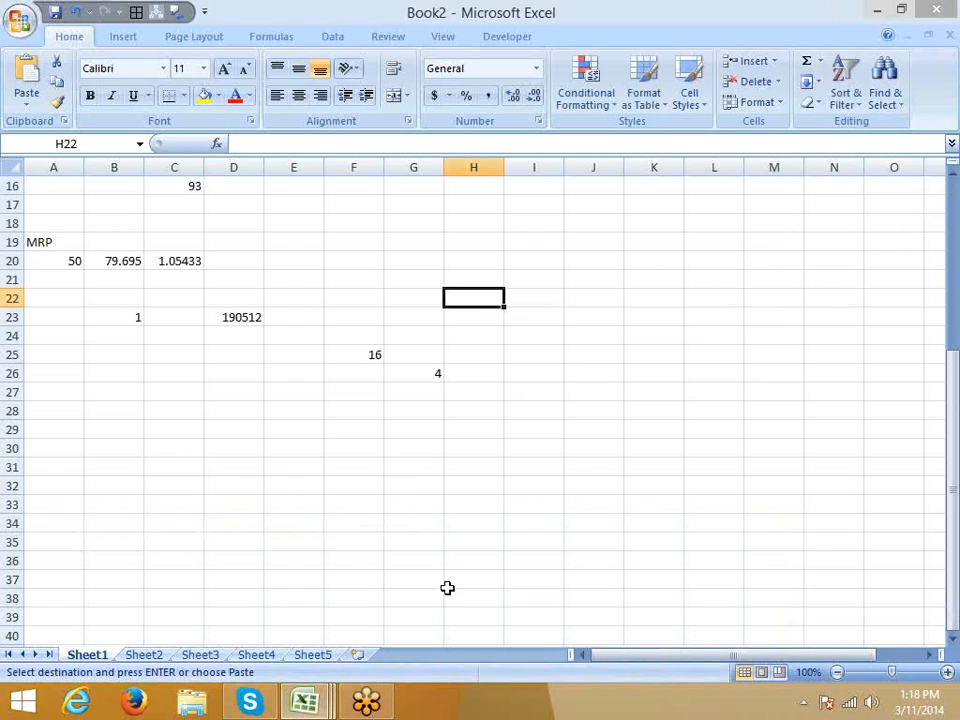 Book2 - Microsoft Excel
Home Insert Page Layout Formulas Data Review View Developer
Paste
Calibri 11 A A
General
Conditional Formatting
Format as Table
Cell Styles
Insert
Delete
Format
Sort & Filter
Find & Select
B I U A
$ % ,
Clipboard Font Alignment Number Styles Cells Editing
H22 fx
A B C D E F G H I J K L M N O
16 93
17
18
19 MRP
20 50 79.695 1.05433
21
22
23 1 190512
24
25 16
26 4
27
28
29
30
31
32
33
34
35
36
37
38
39
40
Sheet1 Sheet2 Sheet3 Sheet4 Sheet5
Select destination and press ENTER or choose Paste 100%
1:18 PM
3/11/2014